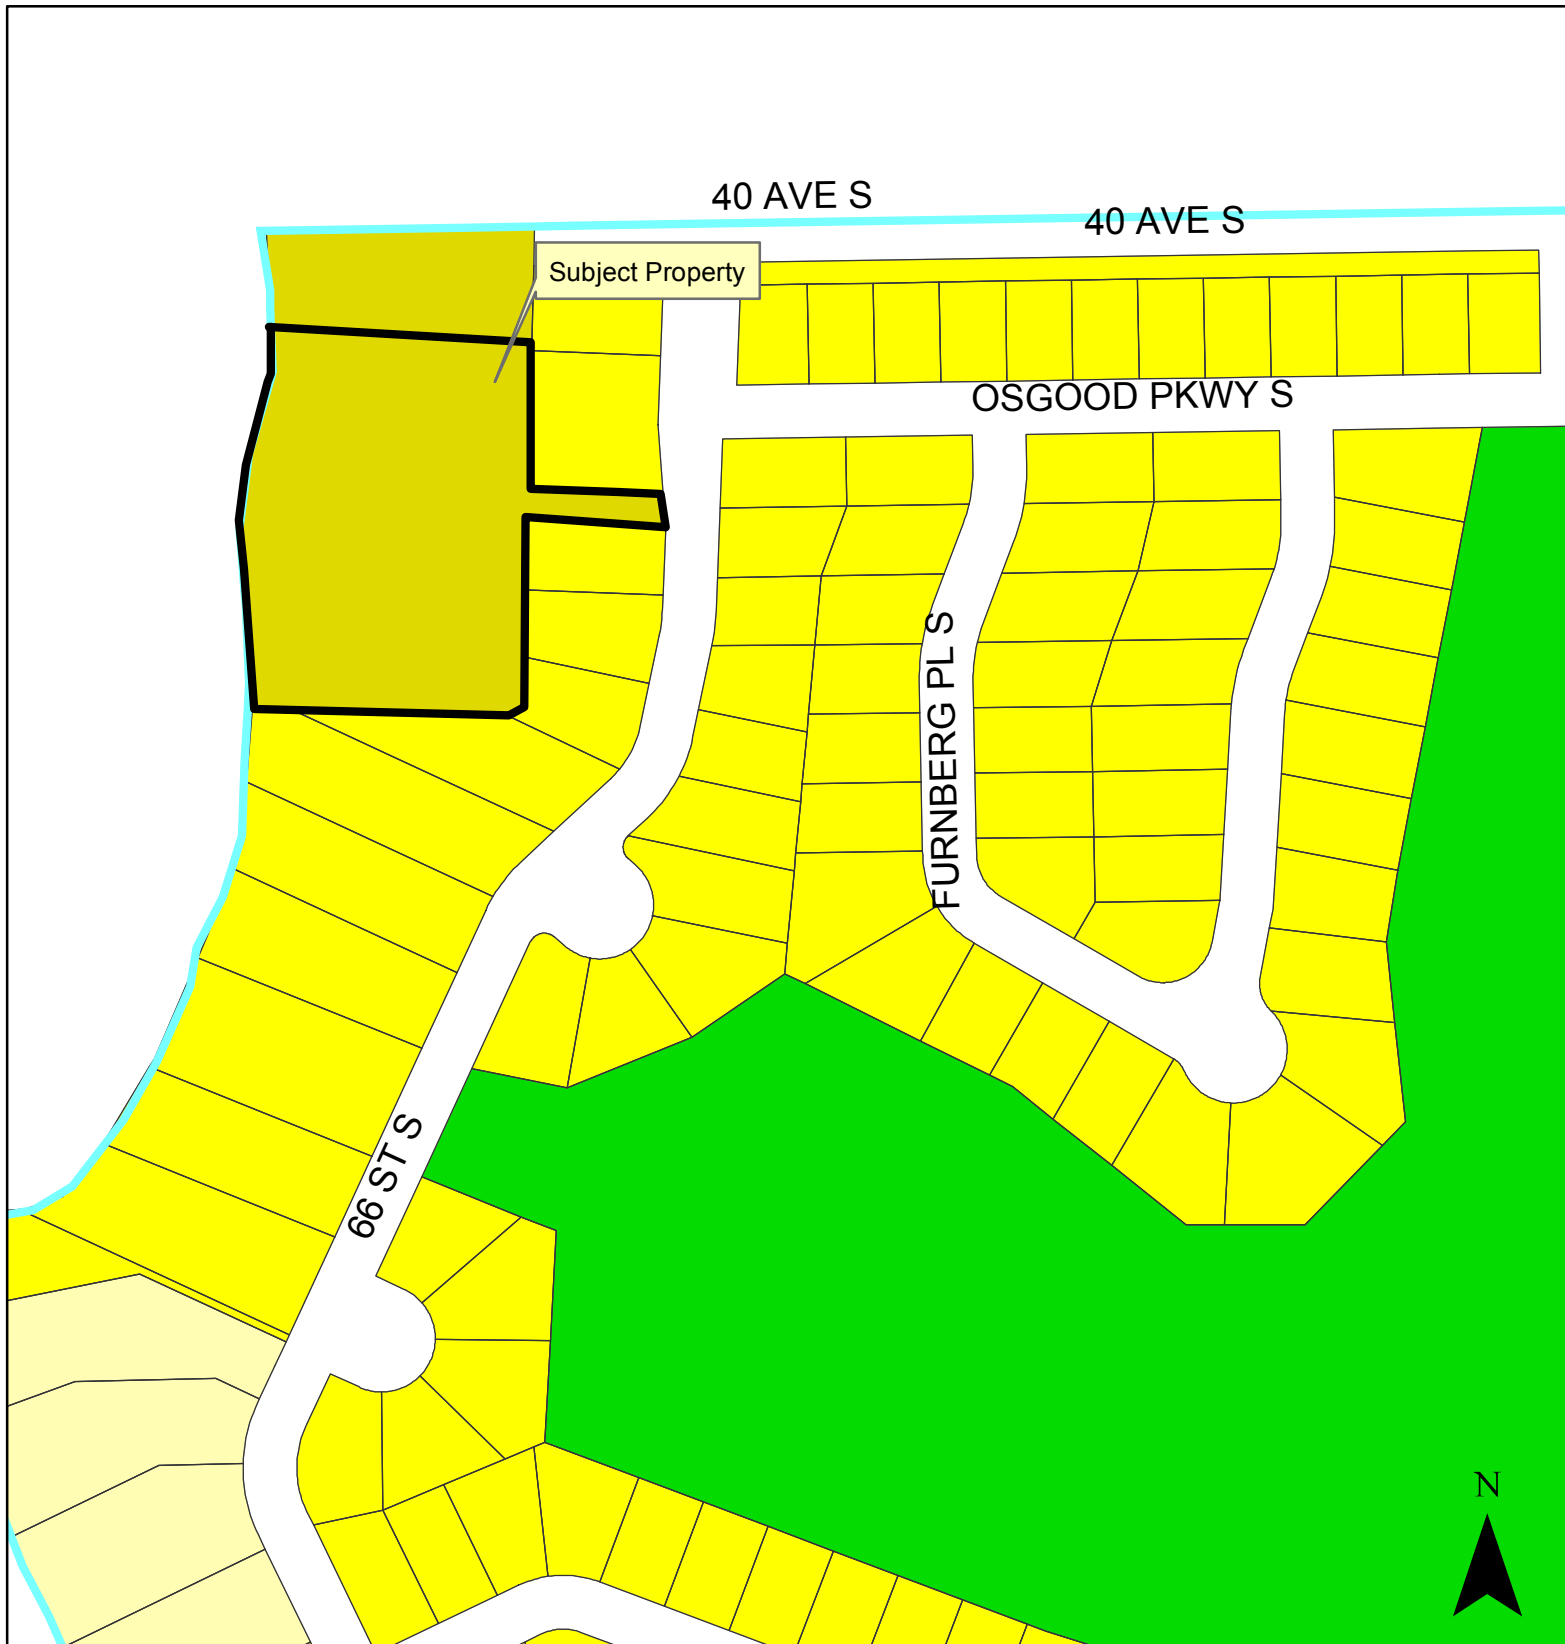 40 AVE S
40 AVE S
Subject Property
OSGOOD PKWY S
FURNBERG PL S
66 ST S
N